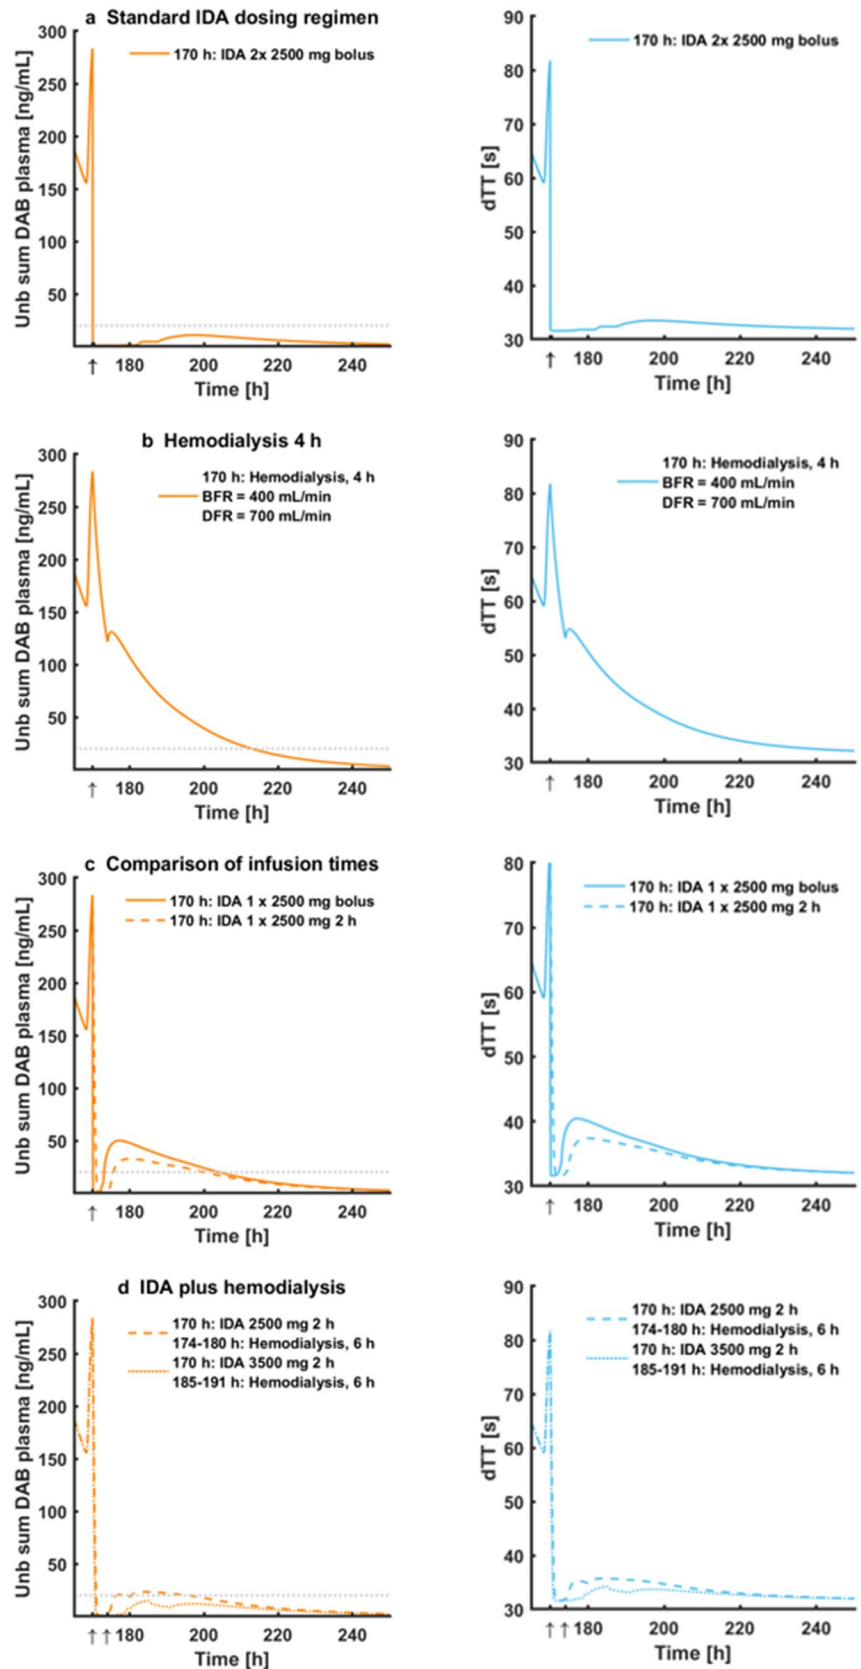 a Standard IDA dosing regimen
Unb sum DAB plasma [ng/mL]
300
250
200
150
100
50
170 h: IDA 2x 2500 mg bolus
↑ 180 200 220 240
Time [h]
dTT [s]
90
80
70
60
50
40
30
170 h: IDA 2x 2500 mg bolus
↑ 180 200 220 240
Time [h]
b Hemodialysis 4 h
Unb sum DAB plasma [ng/mL]
300
250
200
150
100
50
170 h: Hemodialysis, 4 h
BFR = 400 mL/min
DFR = 700 mL/min
↑ 180 200 220 240
Time [h]
dTT [s]
90
80
70
60
50
40
30
170 h: Hemodialysis, 4 h
BFR = 400 mL/min
DFR = 700 mL/min
↑ 180 200 220 240
Time [h]
c Comparison of infusion times
Unb sum DAB plasma [ng/mL]
300
250
200
150
100
50
170 h: IDA 1 x 2500 mg bolus
170 h: IDA 1 x 2500 mg 2 h
↑ 180 200 220 240
Time [h]
dTT [s]
80
70
60
50
40
30
170 h: IDA 1 x 2500 mg bolus
170 h: IDA 1 x 2500 mg 2 h
↑ 180 200 220 240
Time [h]
d IDA plus hemodialysis
Unb sum DAB plasma [ng/mL]
300
250
200
150
100
50
170 h: IDA 2500 mg 2 h
174-180 h: Hemodialysis, 6 h
170 h: IDA 3500 mg 2 h
185-191 h: Hemodialysis, 6 h
↑↑ 180 200 220 240
Time [h]
dTT [s]
90
80
70
60
50
40
30
170 h: IDA 2500 mg 2 h
174-180 h: Hemodialysis, 6 h
170 h: IDA 3500 mg 2 h
185-191 h: Hemodialysis, 6 h
↑↑ 180 200 220 240
Time [h]